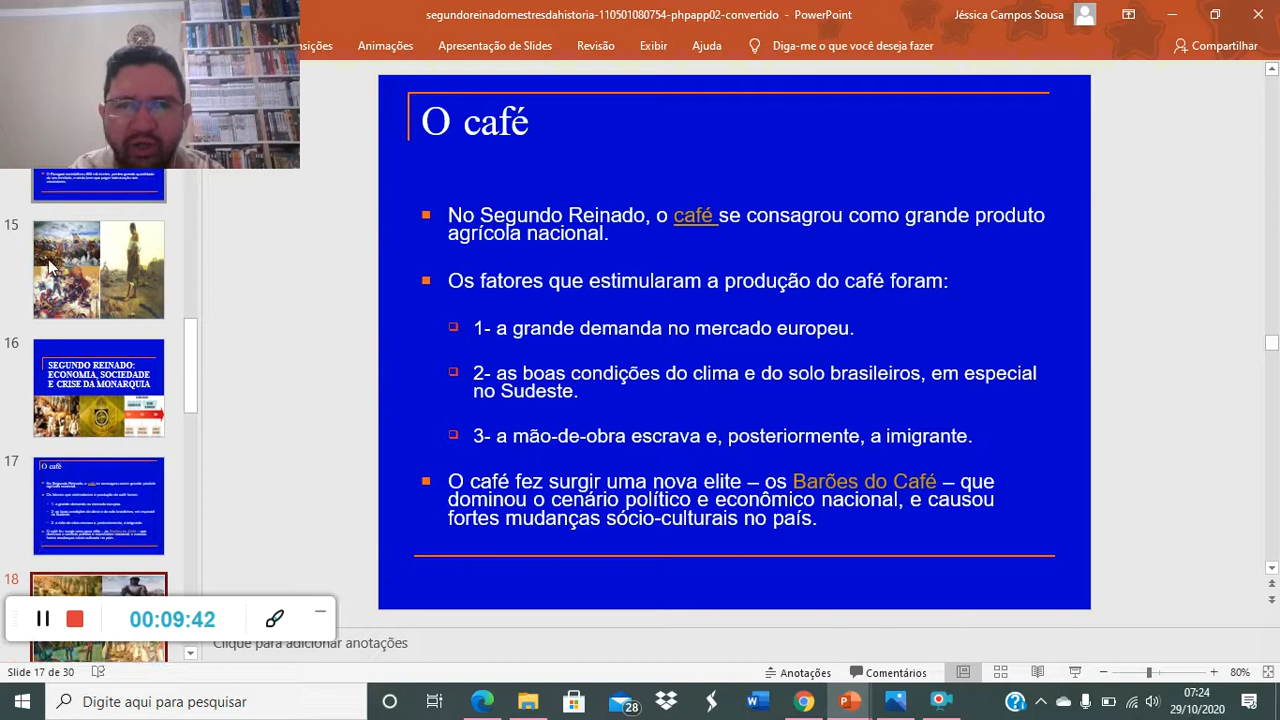 segundoreinadomestresdahistoria-110501080754-phpapp02-convertido - PowerPoint
Jéssica Campos Sousa
sições Animações Apresentação de Slides Revisão Exibir Ajuda Diga-me o que você deseja fazer Compartilhar
O café
No Segundo Reinado, o café se consagrou como grande produto
agrícola nacional.
Os fatores que estimularam a produção do café foram:
1- a grande demanda no mercado europeu.
2- as boas condições do clima e do solo brasileiros, em especial
no Sudeste.
3- a mão-de-obra escrava e, posteriormente, a imigrante.
O café fez surgir uma nova elite – os Barões do Café – que
dominou o cenário político e econômico nacional, e causou
fortes mudanças sócio-culturais no país.
15
16
SEGUNDO REINADO:
ECONOMIA, SOCIEDADE
E CRISE DA MONARQUIA
17
O café
18
00:09:42
Clique para adicionar anotações
Slide 17 de 30
Anotações Comentários 80%
Digite aqui para pesquisar
28
07:24
29/10/2020